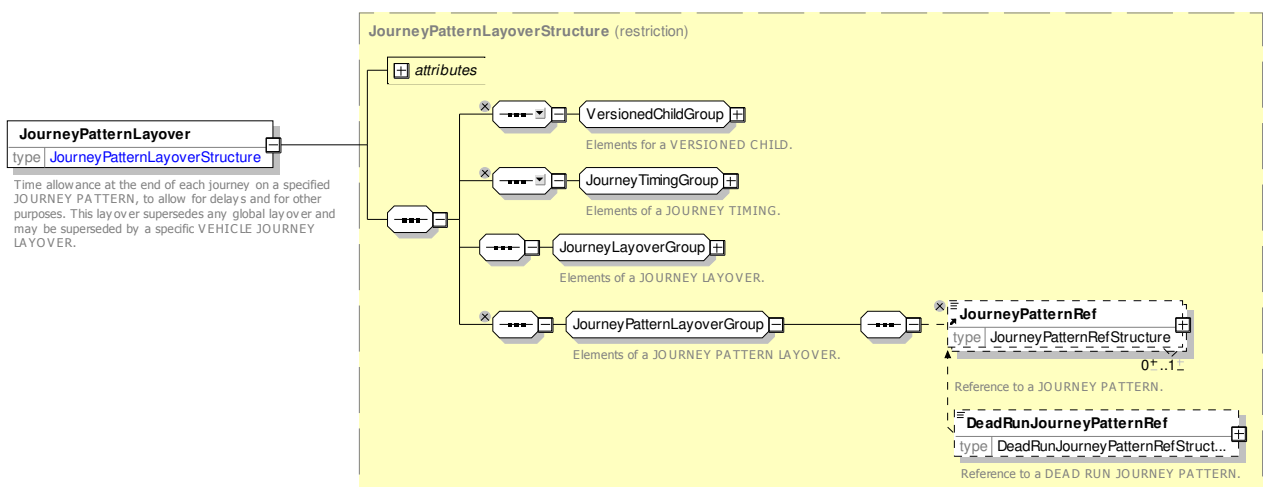 JourneyPatternLayoverStructure (restriction)
attributes
VersionedChildGroup
Elements for a VERSIONED CHILD.
JourneyPatternLayover
type JourneyPatternLayoverStructure
Time allowance at the end of each journey on a specified
JOURNEY PATTERN, to allow for delays and for other
purposes. This layover supersedes any global layover and
may be superseded by a specific VEHICLE JOURNEY
LAYOVER.
JourneyTimingGroup
Elements of a JOURNEY TIMING.
JourneyLayoverGroup
Elements of a JOURNEY LAYOVER.
JourneyPatternLayoverGroup
Elements of a JOURNEY PATTERN LAYOVER.
JourneyPatternRef
type JourneyPatternRefStructure
0±..1±
Reference to a JOURNEY PATTERN.
DeadRunJourneyPatternRef
type DeadRunJourneyPatternRefStruct...
Reference to a DEAD RUN JOURNEY PATTERN.